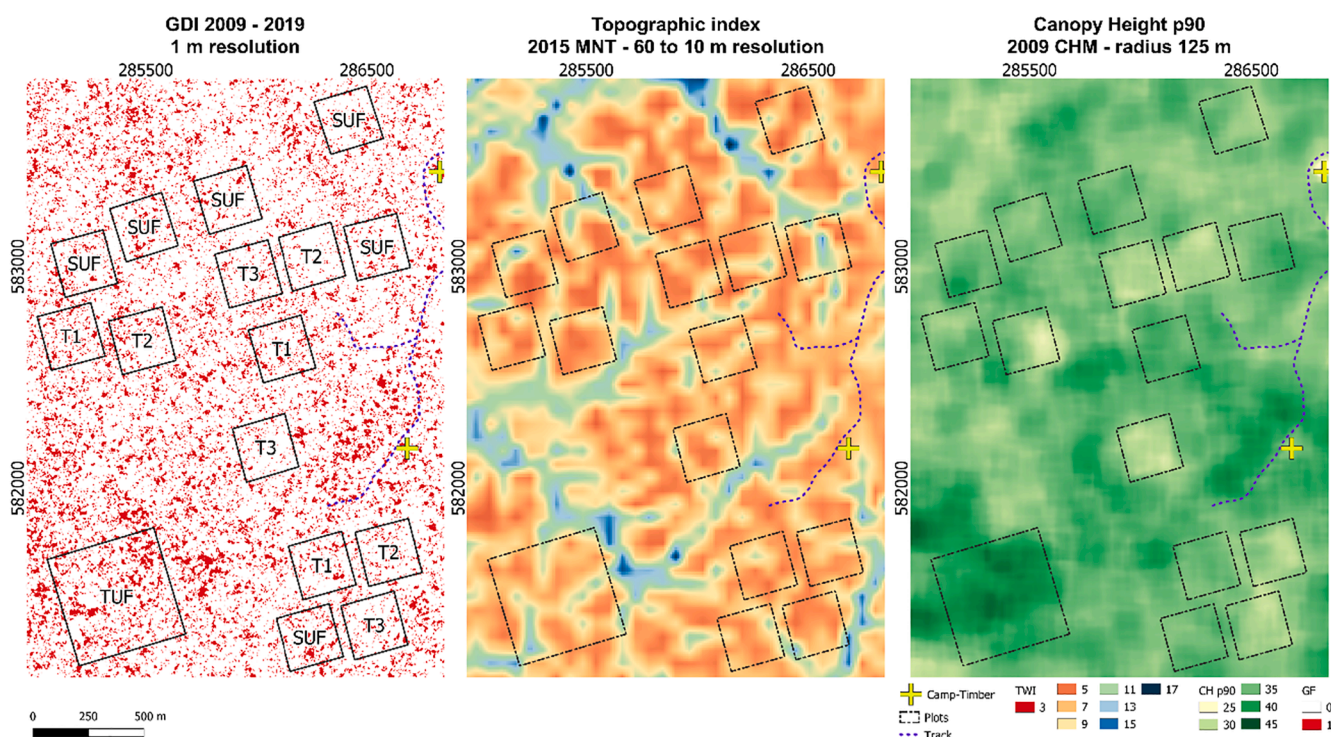 GDI 2009 - 2019
1 m resolution
Topographic index
2015 MNT - 60 to 10 m resolution
Canopy Height p90
2009 CHM - radius 125 m
285500 286500
285500 286500
285500 286500
583000
582000
583000
582000
583000
582000
SUF
SUF
SUF
SUF
T3
T2
SUF
T1
T2
T1
T3
T1
T2
TUF
SUF
T3
0 250 500 m
Camp-Timber
Plots
Track
TWI
3
5
7
9
11
13
15
17
CH p90
25
30
35
40
45
GF
0
1